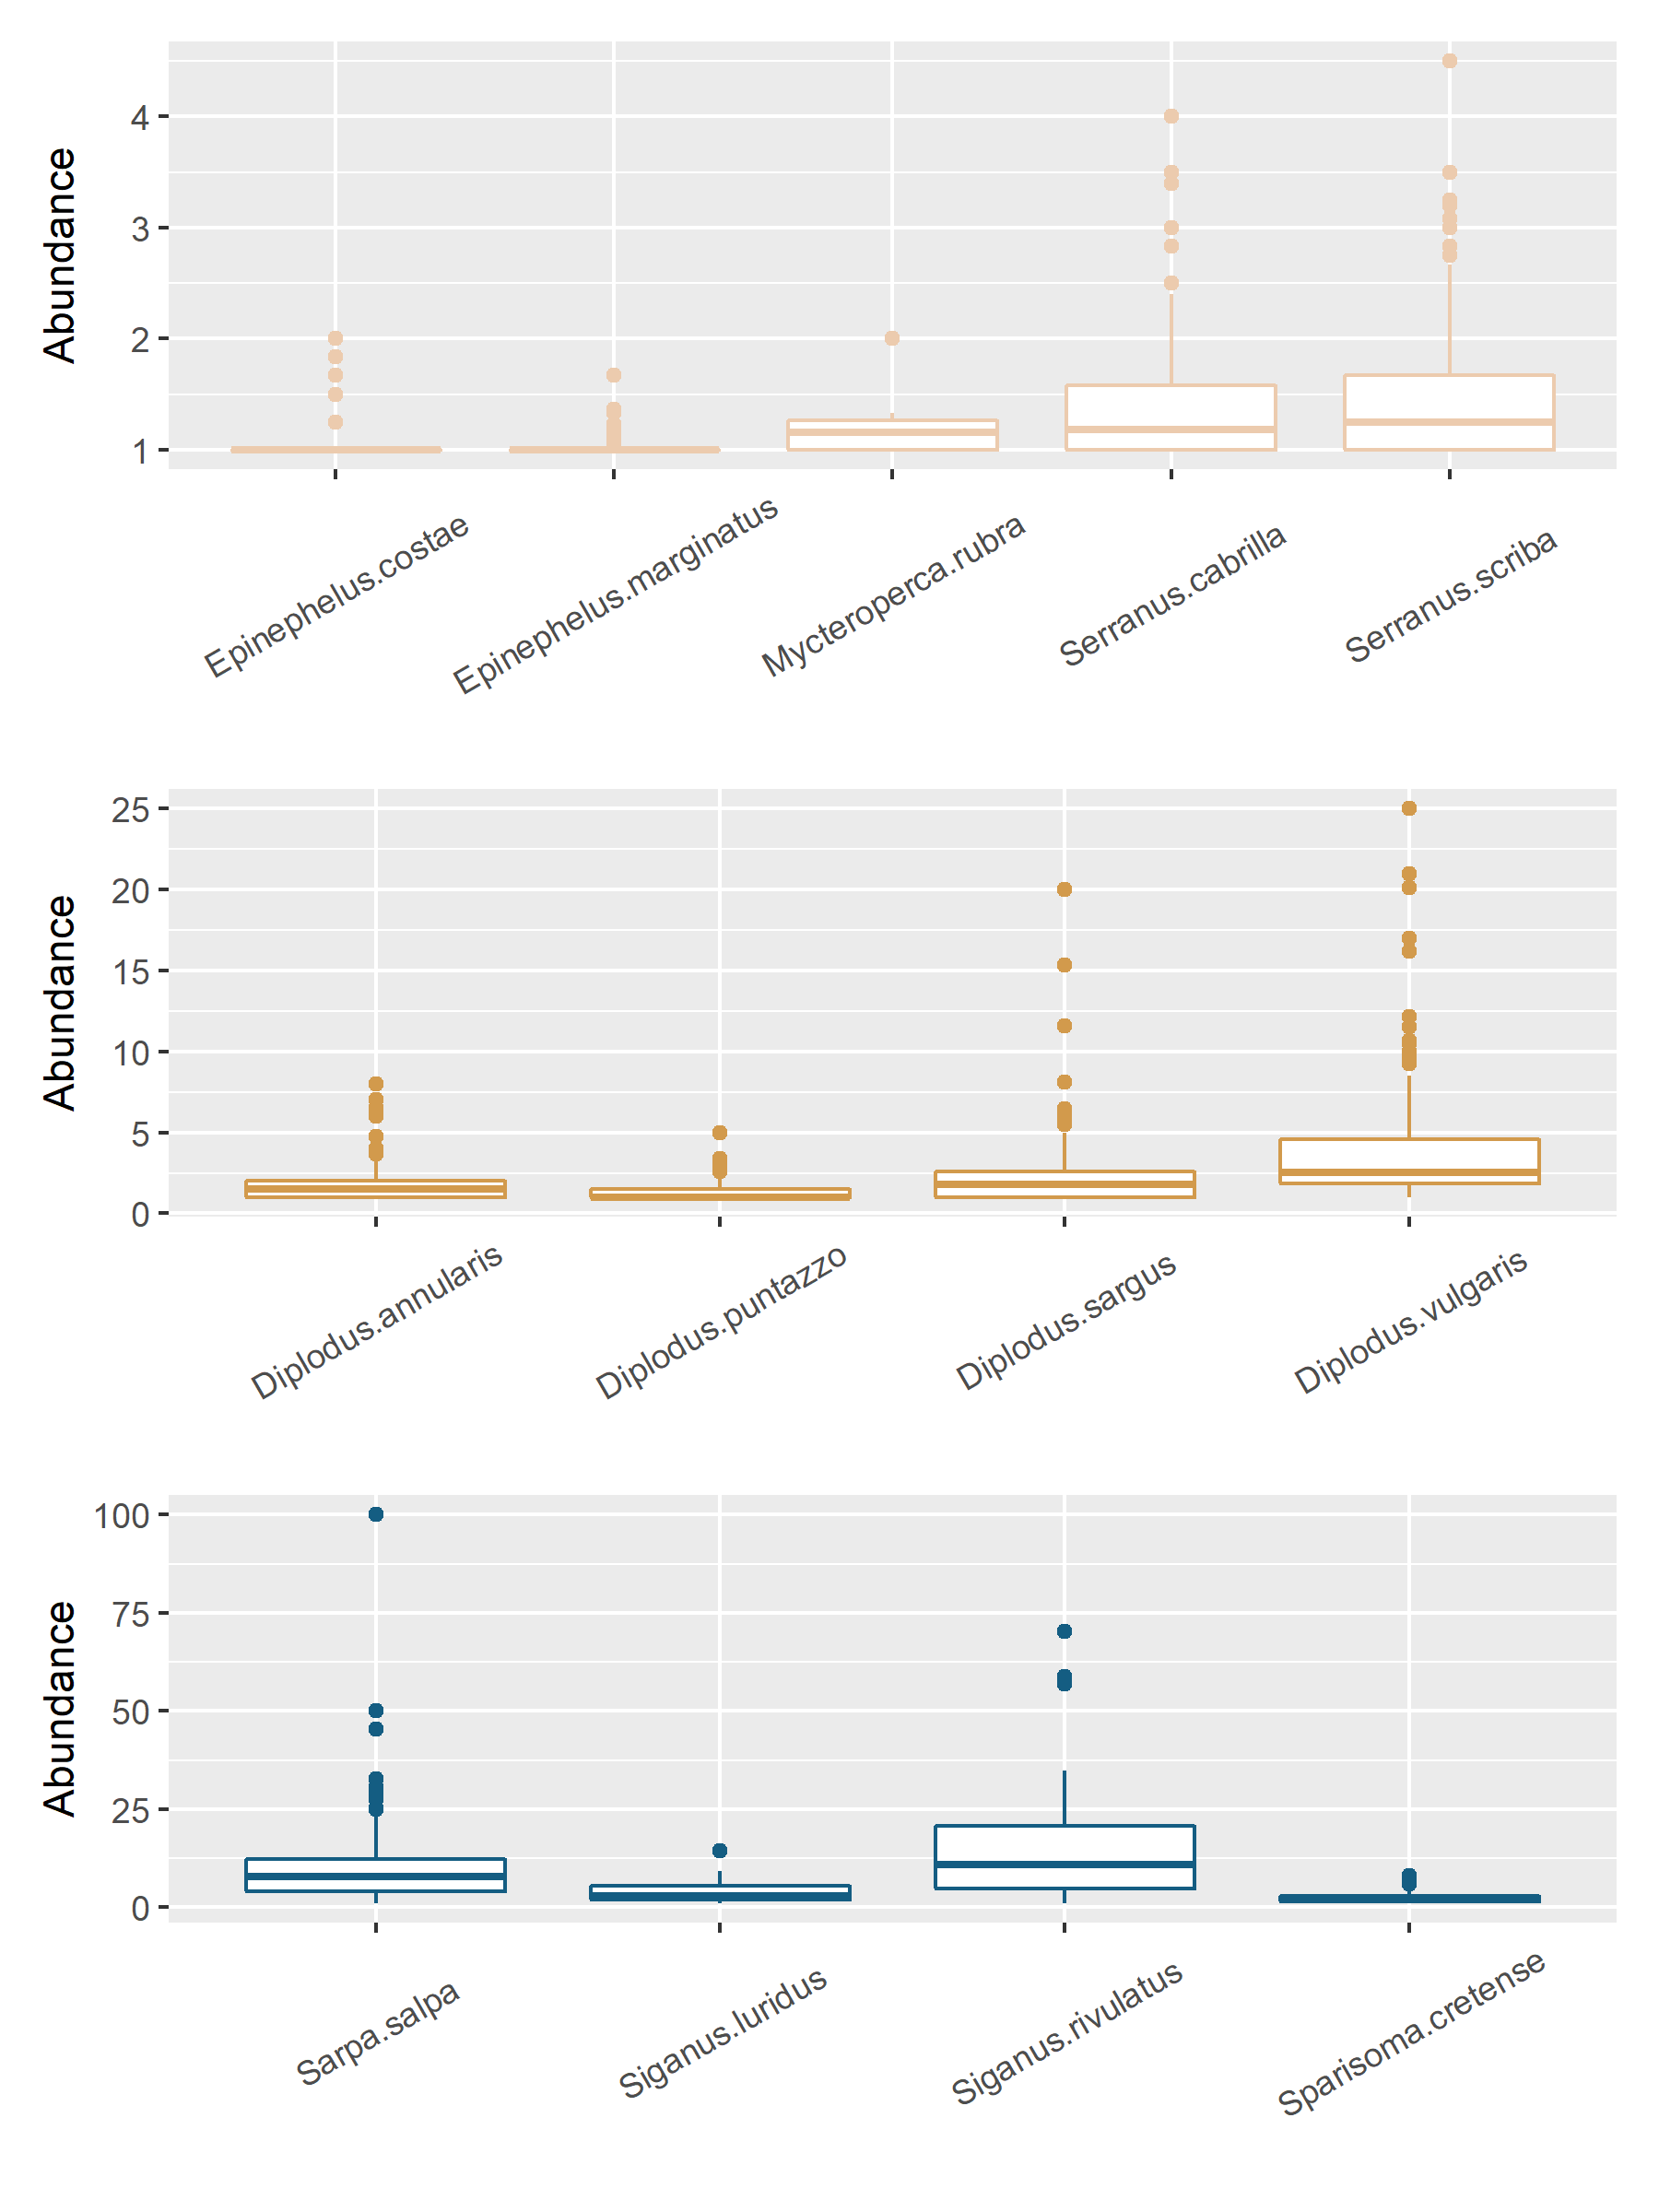 Abundance
4
3
2
1
Epinephelus.costae
Epinephelus.marginatus
Mycteroperca.rubra
Serranus.cabrilla
Serranus.scriba
Abundance
25
20
15
10
5
0
Diplodus.annularis
Diplodus.puntazzo
Diplodus.sargus
Diplodus.vulgaris
Abundance
100
75
50
25
0
Sarpa.salpa
Siganus.luridus
Siganus.rivulatus
Sparisoma.cretense